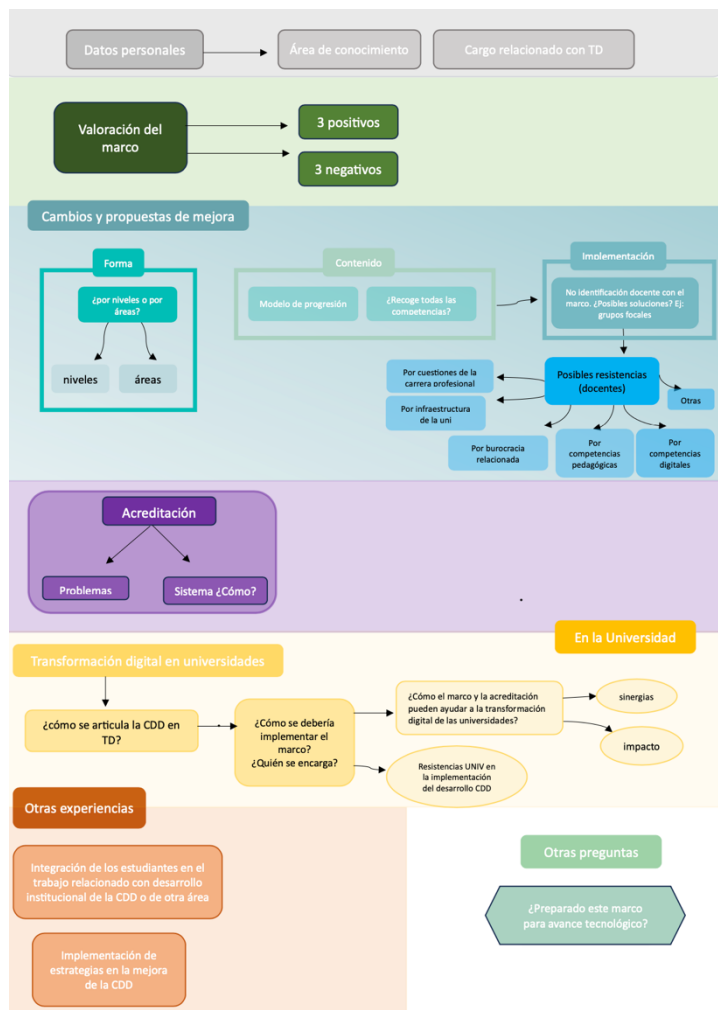 Datos personales
Área de conocimiento
Cargo relacionado con TD
Valoración del
marco
3 positivos
3 negativos
Cambios y propuestas de mejora
Forma
¿por niveles o por
áreas?
niveles
áreas
Contenido
Modelo de progresión
¿Recoge todas las
competencias?
Implementación
No identificación docente con el
marco. ¿Posibles soluciones? Ej:
grupos focales
Posibles resistencias
(docentes)
Por cuestiones de la
carrera profesional
Por infraestructura
de la uni
Por burocracia
relacionada
Por
competencias
pedagógicas
Por
competencias
digitales
Otras
Acreditación
Problemas
Sistema ¿Cómo?
En la Universidad
Transformación digital en universidades
¿cómo se articula la CDD en
TD?
¿Cómo se debería
implementar el
marco?
¿Quién se encarga?
¿Cómo el marco y la acreditación
pueden ayudar a la transformación
digital de las universidades?
sinergias
impacto
Resistencias UNIV en
la implementación
del desarrollo CDD
Otras experiencias
Integración de los estudiantes en el
trabajo relacionado con desarrollo
institucional de la CDD o de otra área
Implementación de
estrategias en la mejora
de la CDD
Otras preguntas
¿Preparado este marco
para avance tecnológico?